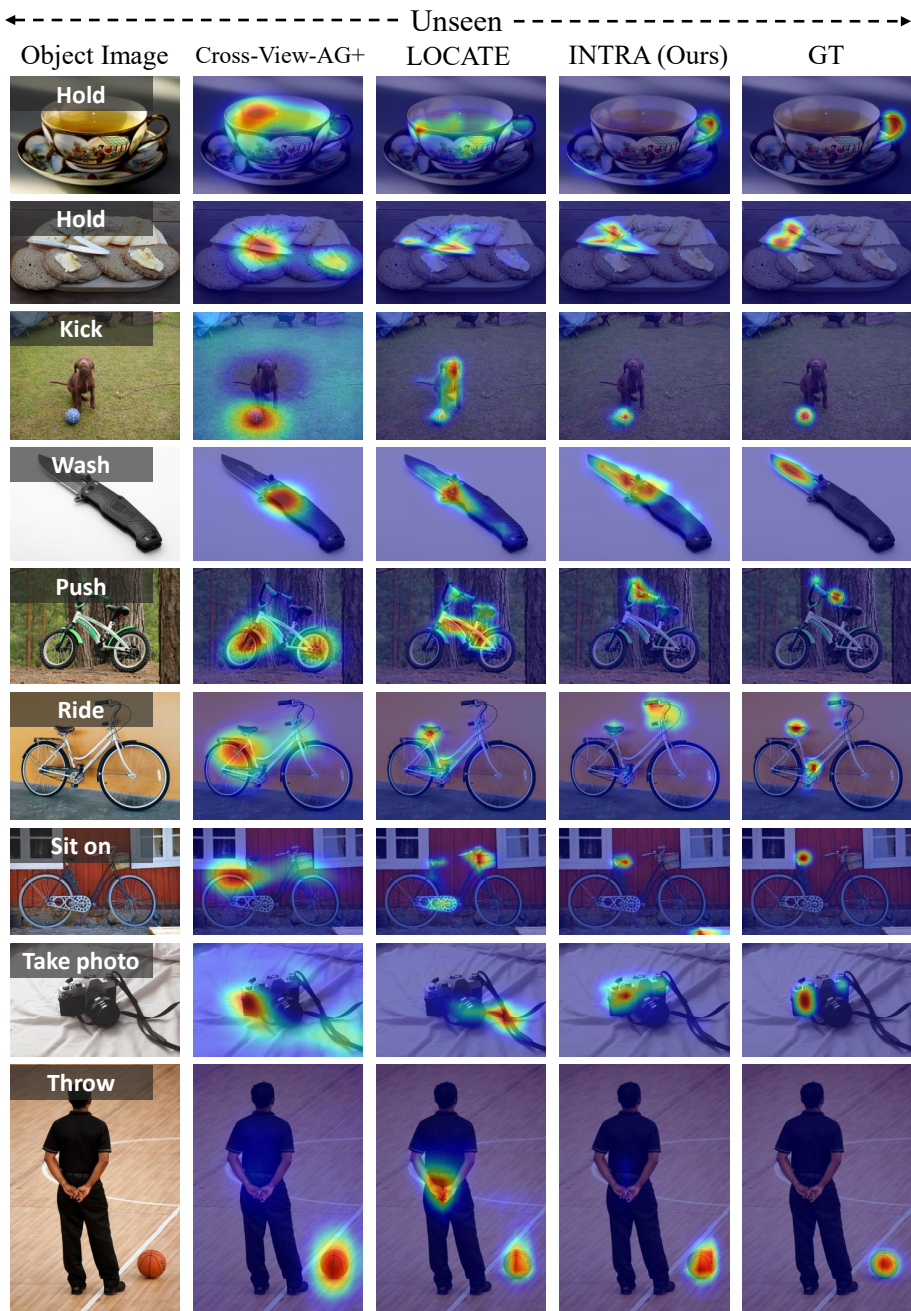 Unseen
Object Image Cross-View-AG+ LOCATE INTRA (Ours) GT
Hold
Hold
Kick
Wash
Push
Ride
Sit on
Take photo
Throw